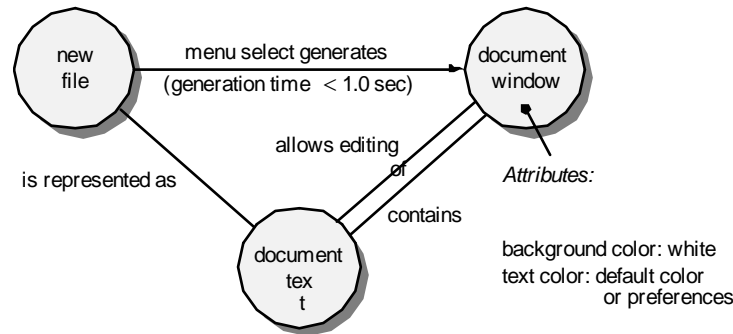 new
file
menu select generates
(generation time < 1.0 sec)
document
window
allows editing
of
is represented as
Attributes:
contains
document
tex
t
background color: white
text color: default color
or preferences